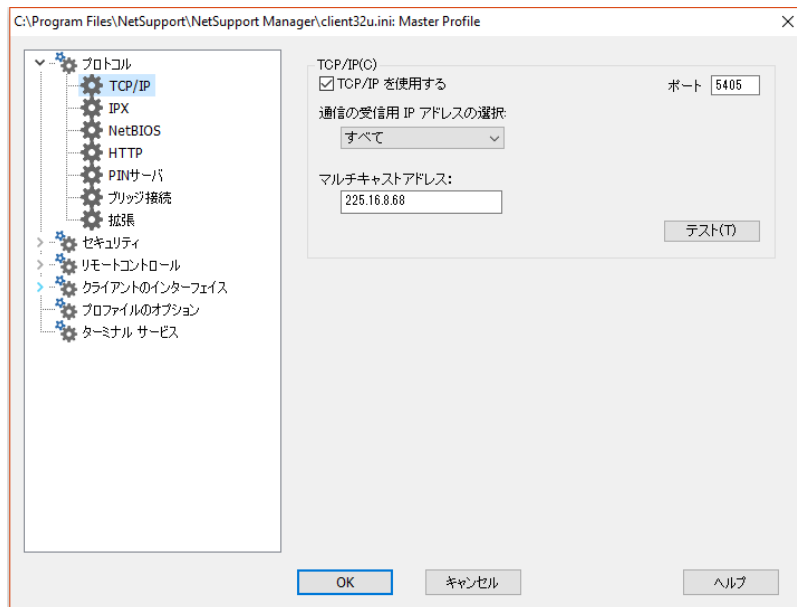 C:\Program Files\NetSupport\NetSupport Manager\client32u.ini: Master Profile
プロトコル
TCP/IP
IPX
NetBIOS
HTTP
PINサーバ
ブリッジ接続
拡張
セキュリティ
リモートコントロール
クライアントのインターフェイス
プロファイルのオプション
ターミナル サービス
TCP/IP(C)
TCP/IP を使用する
ポート 5405
通信の受信用 IP アドレスの選択:
すべて
マルチキャストアドレス:
225.16.8.68
テスト(T)
OK
キャンセル
ヘルプ